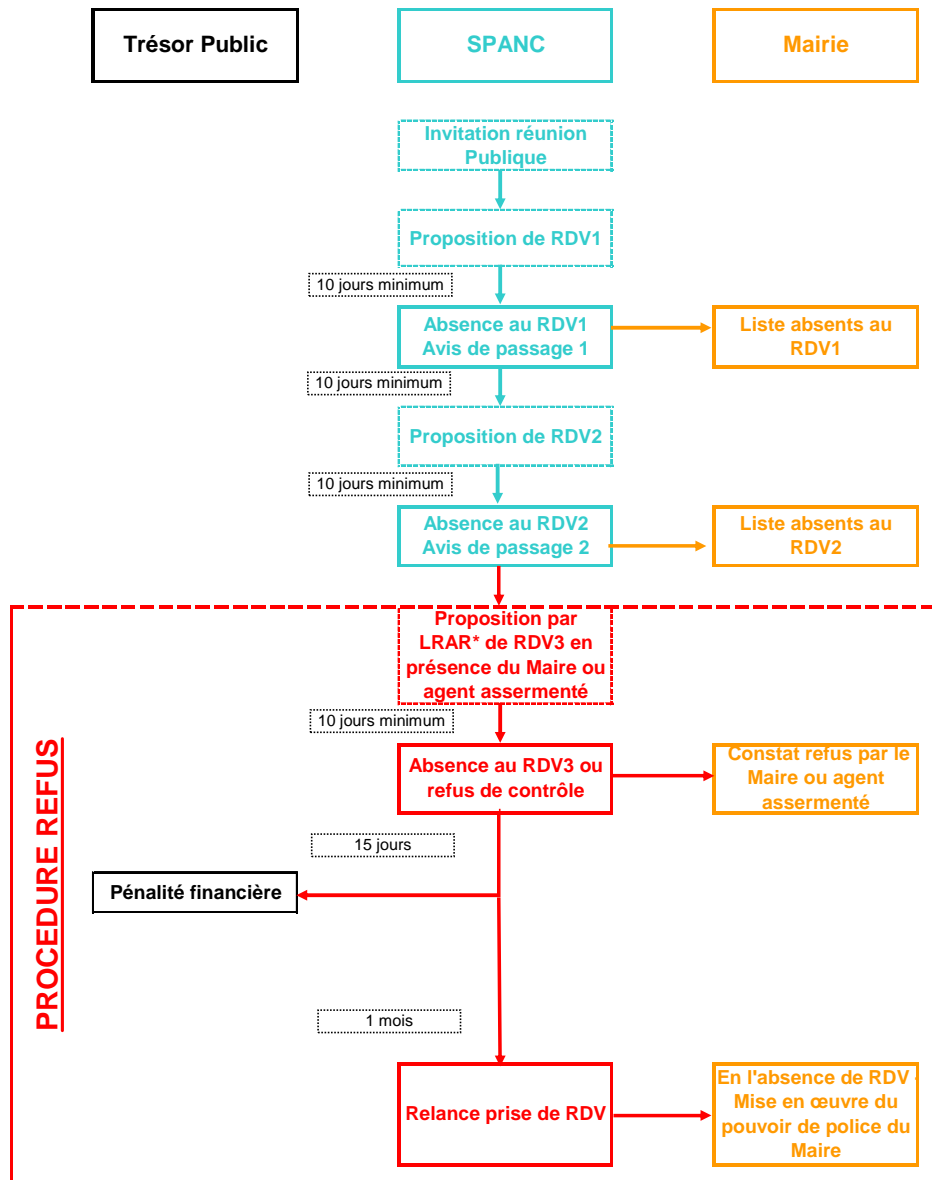 Trésor Public
SPANC
Mairie
Invitation réunion
Publique
Proposition de RDV1
10 jours minimum
Absence au RDV1
Avis de passage 1
Liste absents au
RDV1
10 jours minimum
Proposition de RDV2
10 jours minimum
Absence au RDV2
Avis de passage 2
Liste absents au
RDV2
PROCEDURE REFUS
Proposition par
LRAR* de RDV3 en
présence du Maire ou
agent assermenté
10 jours minimum
Absence au RDV3 ou
refus de contrôle
Constat refus par le
Maire ou agent
assermenté
15 jours
Pénalité financière
1 mois
Relance prise de RDV
En l'absence de RDV -
Mise en œuvre du
pouvoir de police du
Maire